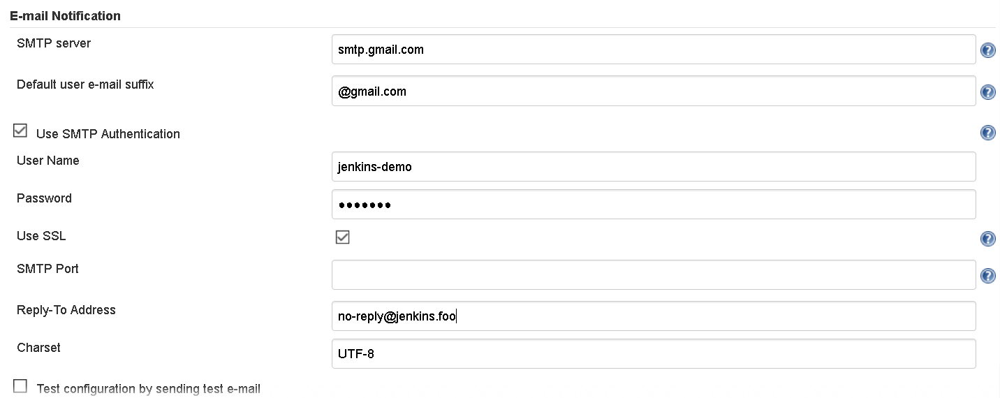 E-mail Notification
SMTP server
smtp.gmail.com
Default user e-mail suffix
@gmail.com
Use SMTP Authentication
User Name
jenkins-demo
Password
•••••••
Use SSL
SMTP Port
Reply-To Address
no-reply@jenkins.foo
Charset
UTF-8
Test configuration by sending test e-mail